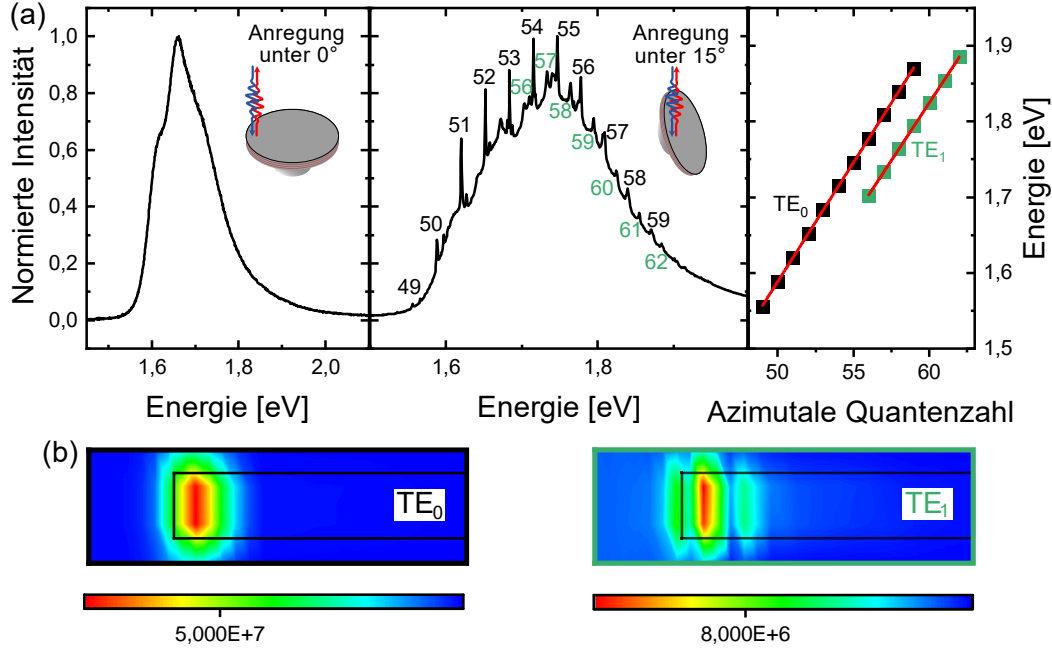 (a)
Normierte Intensität
1,0
0,8
0,6
0,4
0,2
0,0
Anregung
unter 0°
1,6
1,8
2,0
Energie [eV]
49
50
51
52
53
54
55
56
57
58
59
56
57
58
59
60
61
62
Anregung
unter 15°
1,6
1,8
Energie [eV]
TE0
TE1
1,9
1,8
1,7
1,6
1,5
Energie [eV]
50
55
60
Azimutale Quantenzahl
(b)
TE0
5,000E+7
TE1
8,000E+6